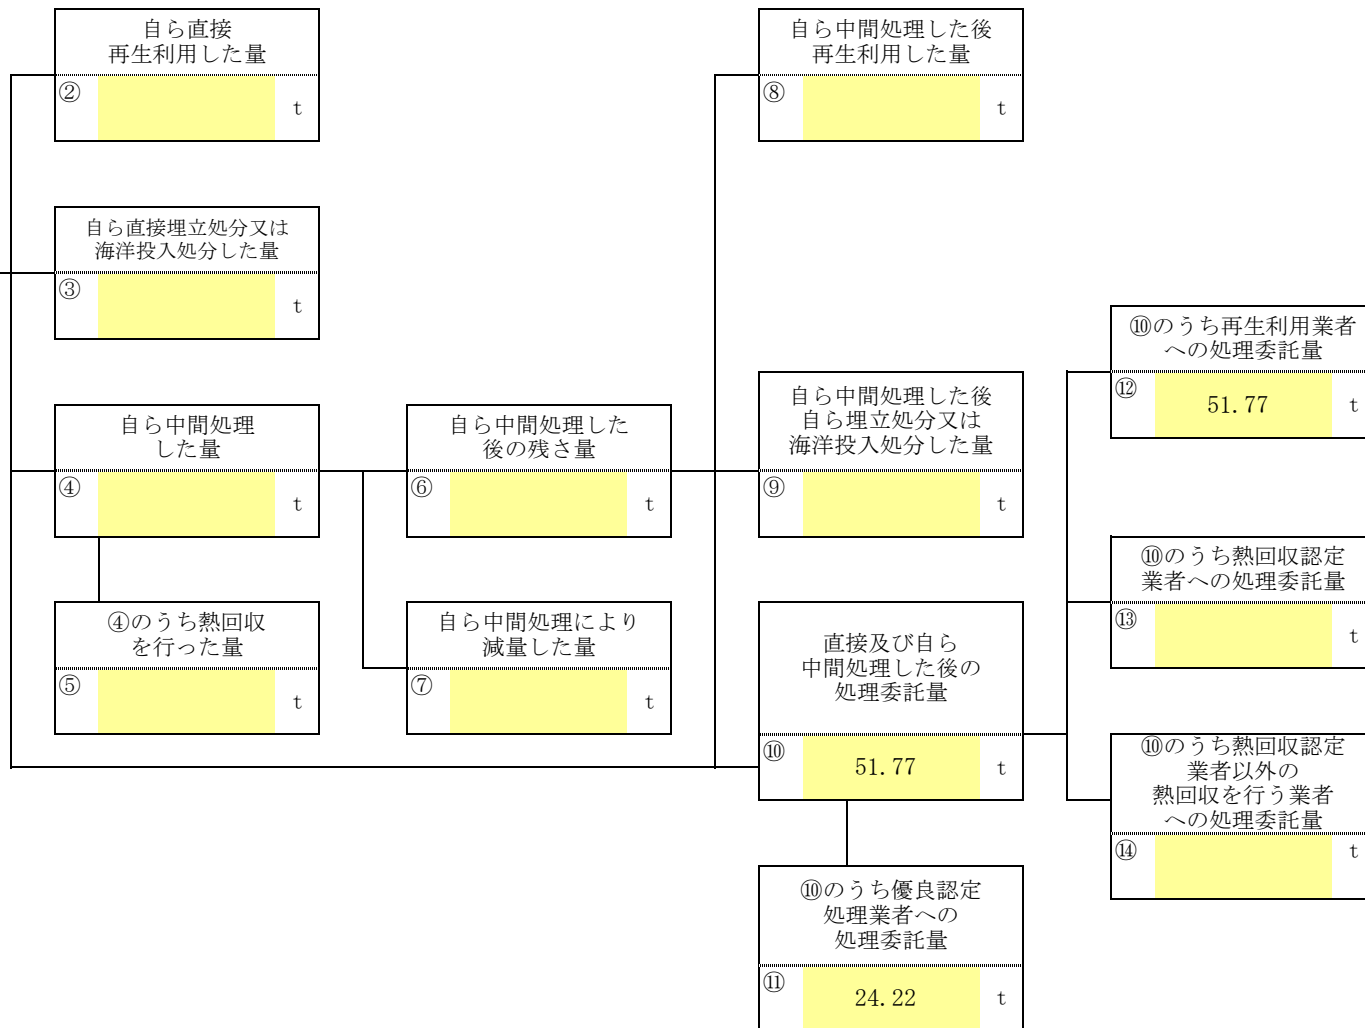 自ら直接
再生利用した量
②
t
自ら中間処理した後
再生利用した量
⑧
t
自ら直接埋立処分又は
海洋投入処分した量
③
t
⑩のうち再生利用業者
への処理委託量
⑫
51.77
t
自ら中間処理
した量
④
t
自ら中間処理した
後の残さ量
⑥
t
自ら中間処理した後
自ら埋立処分又は
海洋投入処分した量
⑨
t
⑩のうち熱回収認定
業者への処理委託量
⑬
t
④のうち熱回収
を行った量
⑤
t
自ら中間処理により
減量した量
⑦
t
直接及び自ら
中間処理した後の
処理委託量
⑩
51.77
t
⑩のうち熱回収認定
業者以外の
熱回収を行う業者
への処理委託量
⑭
t
⑩のうち優良認定
処理業者への
処理委託量
⑪
24.22
t